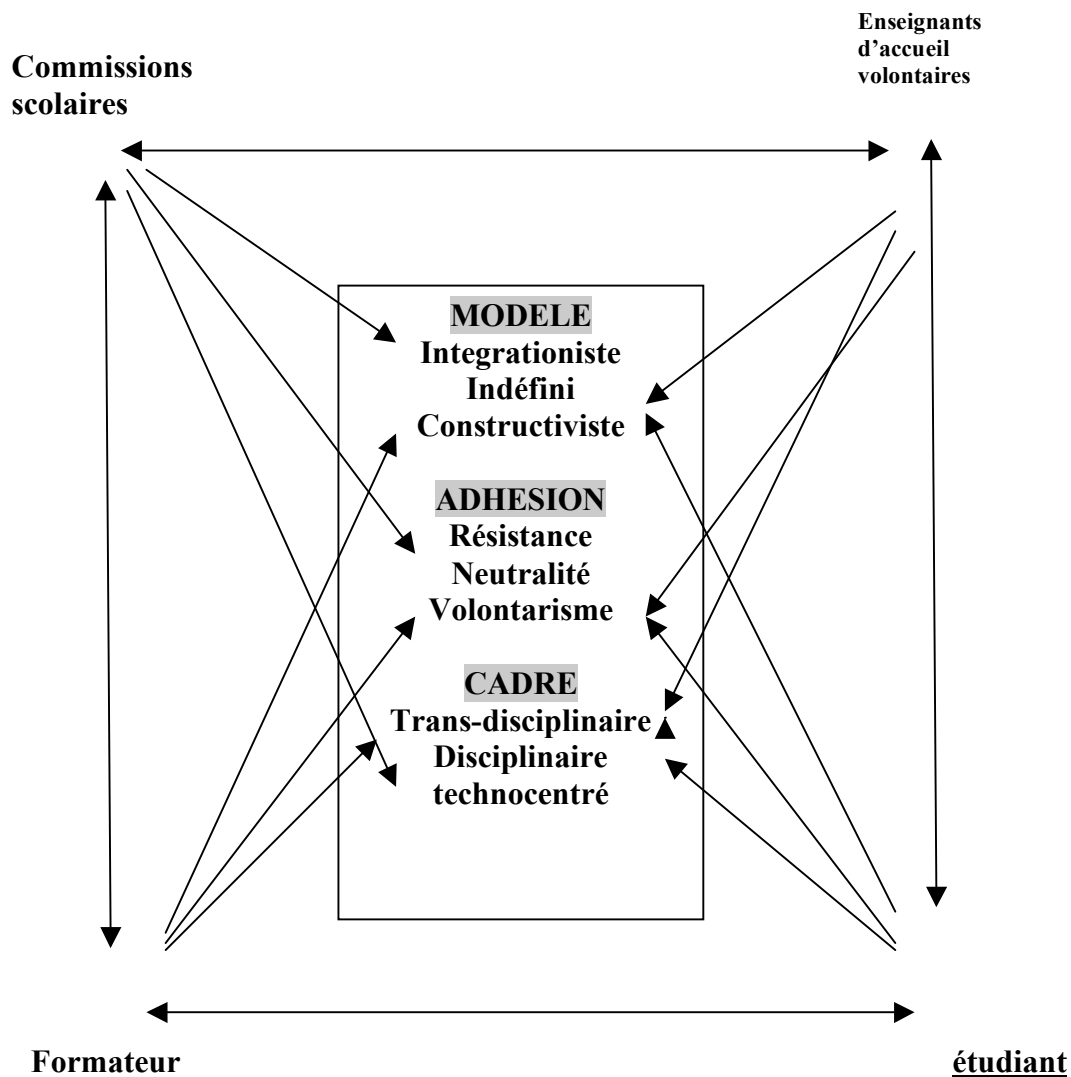 Commissions
scolaires
Enseignants
d’accueil
volontaires
MODELE
Integrationiste
Indéfini
Constructiviste
ADHESION
Résistance
Neutralité
Volontarisme
CADRE
Trans-disciplinaire
Disciplinaire
technocentré
Formateur
étudiant